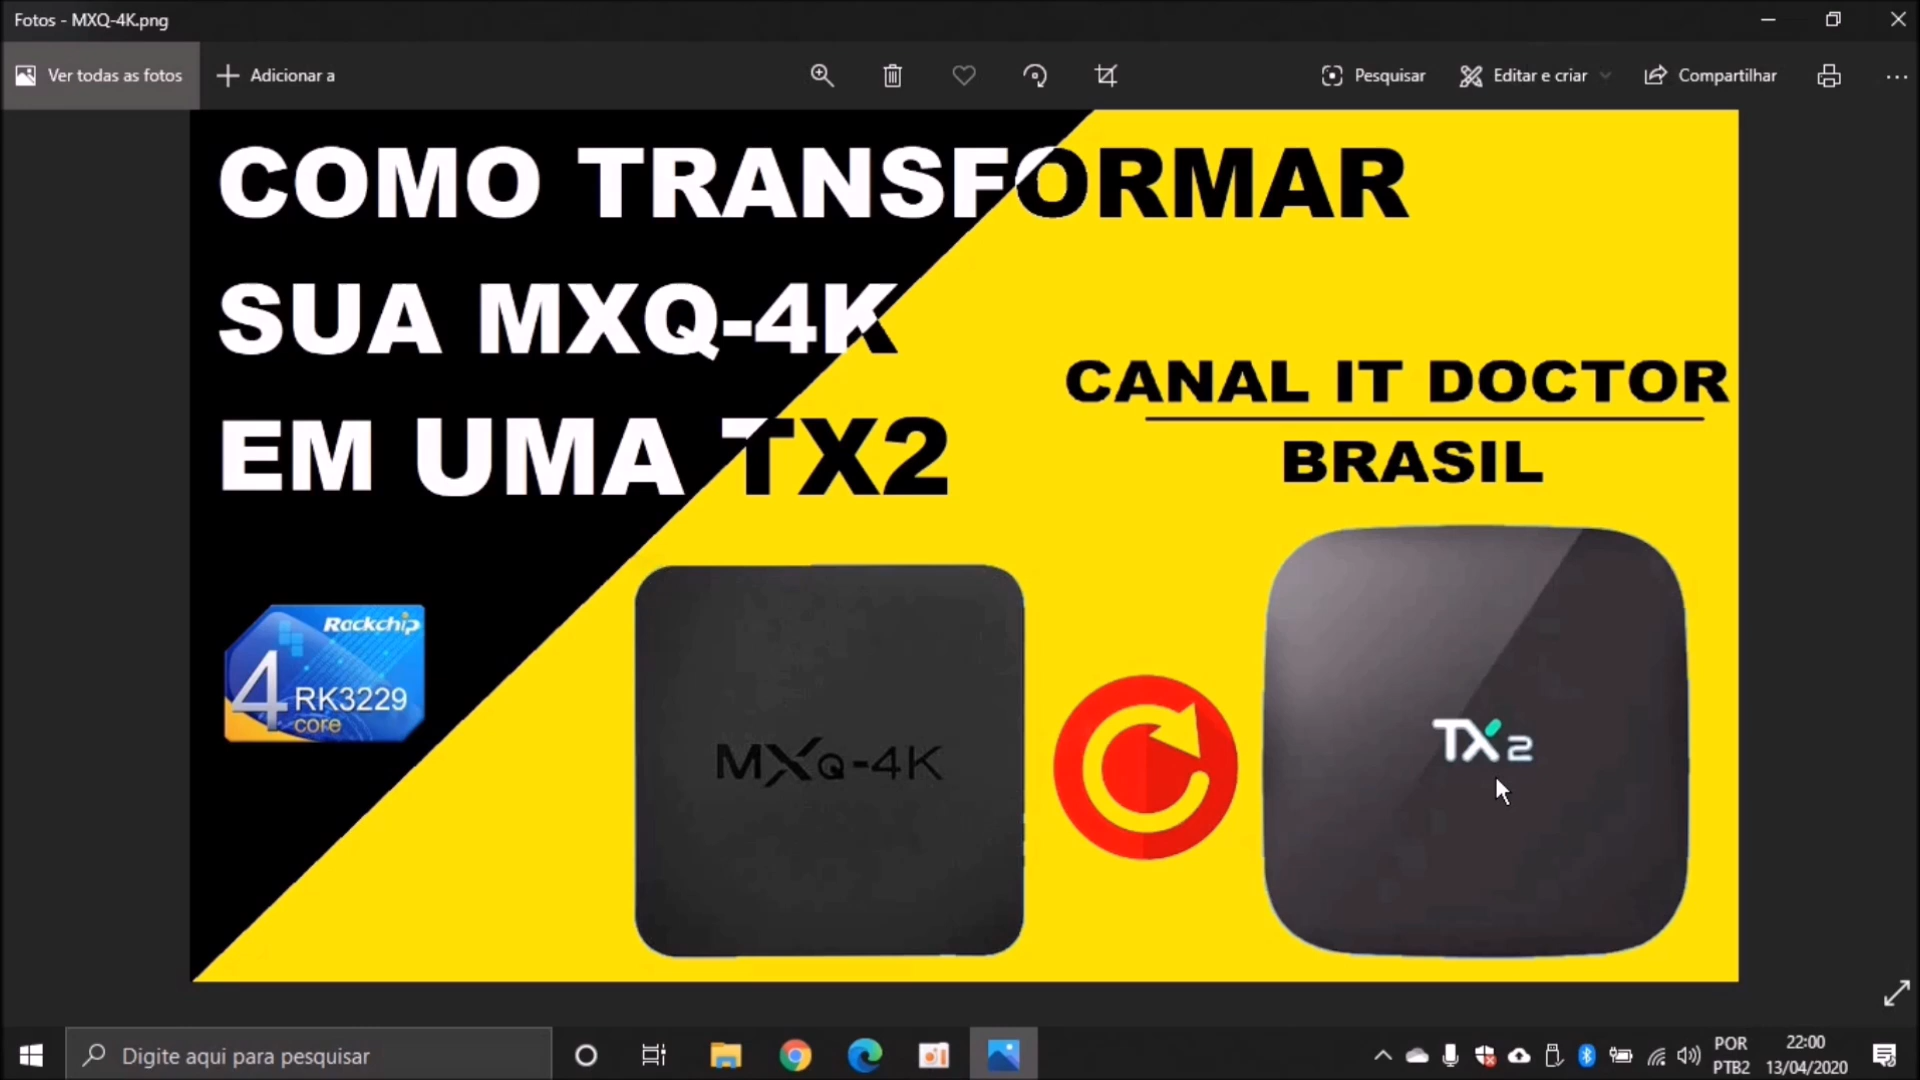 Fotos - MXQ-4K.png
Ver todas as fotos
Adicionar a
Pesquisar
Editar e criar
Compartilhar
COMO TRANSFORMAR
SUA MXQ-4K
EM UMA TX2
CANAL IT DOCTOR
BRASIL
Rockchip
4
RK3229
core
MXQ-4K
TX2
Digite aqui para pesquisar
POR
PTB2
22:00
13/04/2020